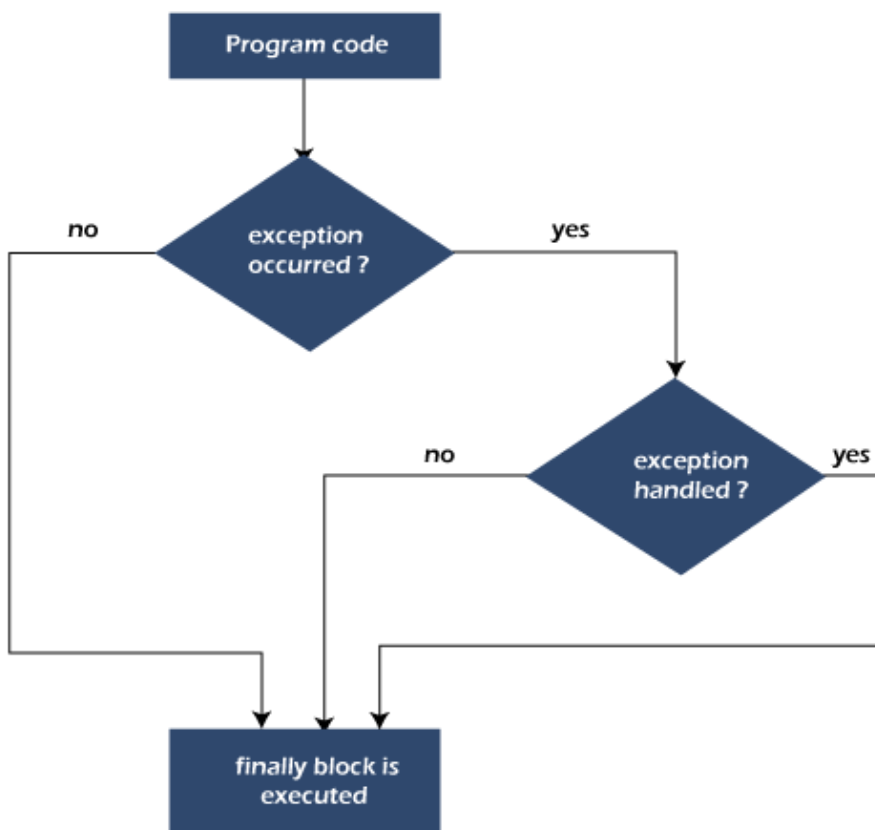 Program code
no
exception
occurred ?
yes
no
exception
handled ?
yes
finally block is
executed